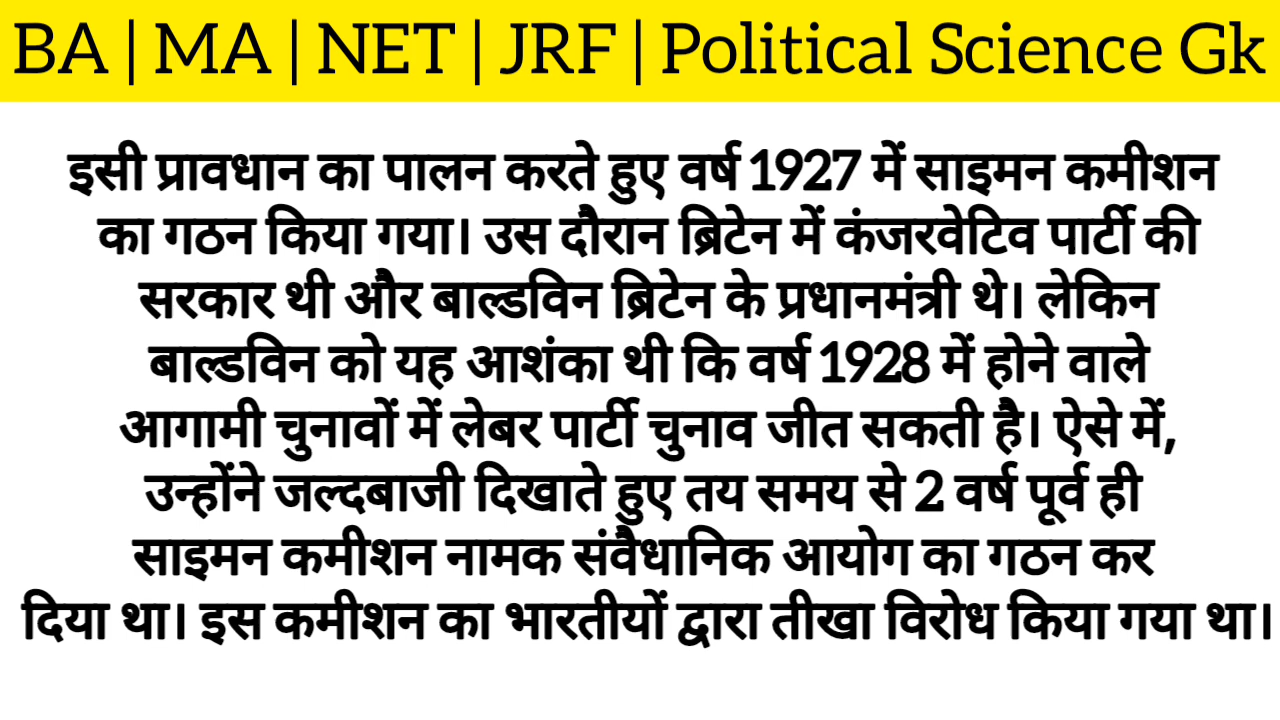 BA | MA | NET | JRF | Political Science Gk
इसी प्रावधान का पालन करते हुए वर्ष 1927 में साइमन कमीशन
का गठन किया गया। उस दौरान ब्रिटेन में कंजरवेटिव पार्टी की
सरकार थी और बाल्डविन ब्रिटेन के प्रधानमंत्री थे। लेकिन
बाल्डविन को यह आशंका थी कि वर्ष 1928 में होने वाले
आगामी चुनावों में लेबर पार्टी चुनाव जीत सकती है। ऐसे में,
उन्होंने जल्दबाजी दिखाते हुए तय समय से 2 वर्ष पूर्व ही
साइमन कमीशन नामक संवैधानिक आयोग का गठन कर
दिया था। इस कमीशन का भारतीयों द्वारा तीखा विरोध किया गया था।